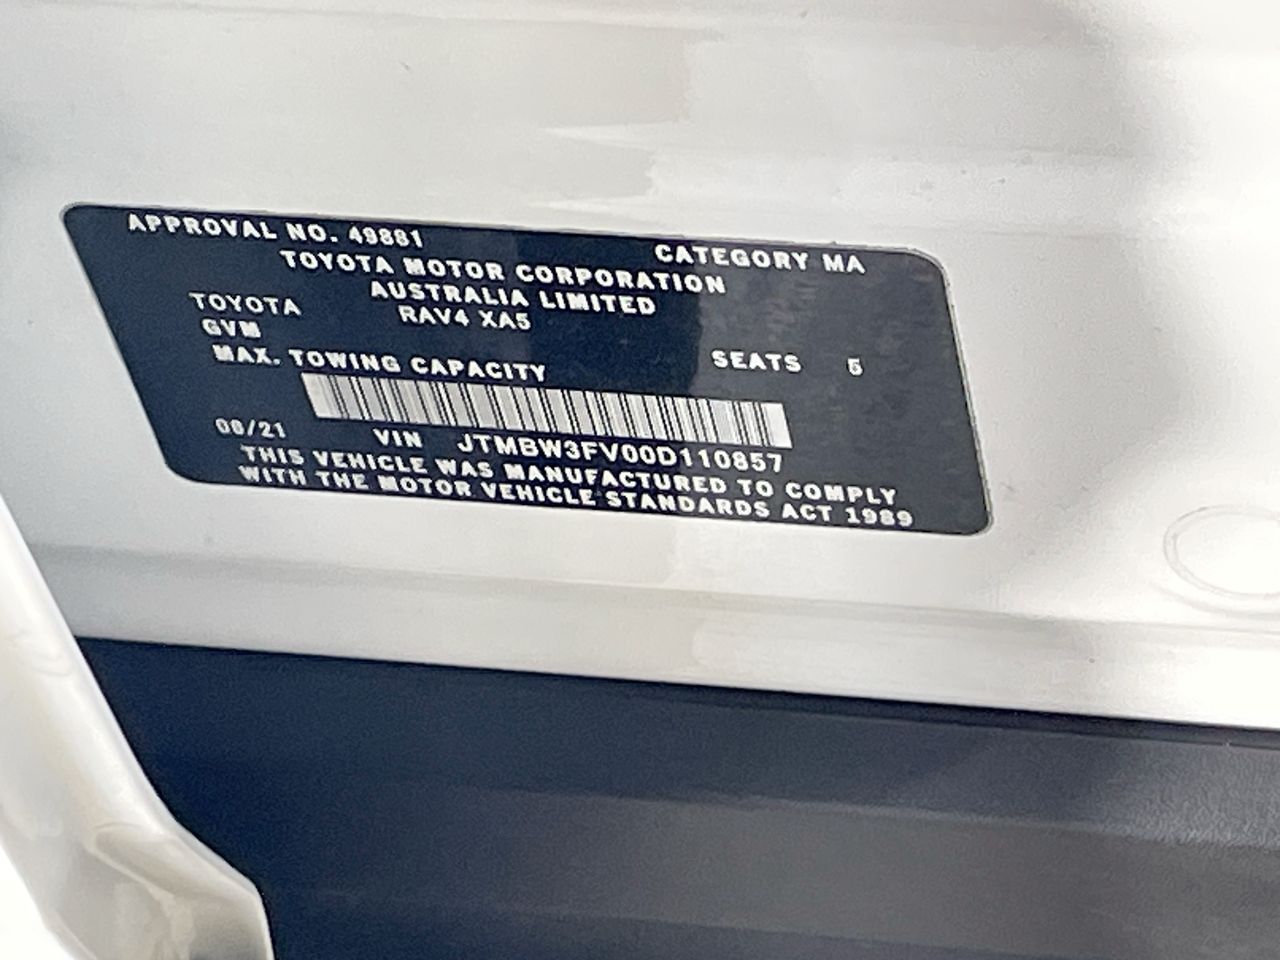 APPROVAL NO. 49881 CATEGORY MA
TOYOTA MOTOR CORPORATION
AUSTRALIA LIMITED
TOYOTA RAV4 XA5
GVM
MAX. TOWING CAPACITY SEATS 5
08/21 VIN JTMBW3FV00D110857
THIS VEHICLE WAS MANUFACTURED TO COMPLY
WITH THE MOTOR VEHICLE STANDARDS ACT 1989